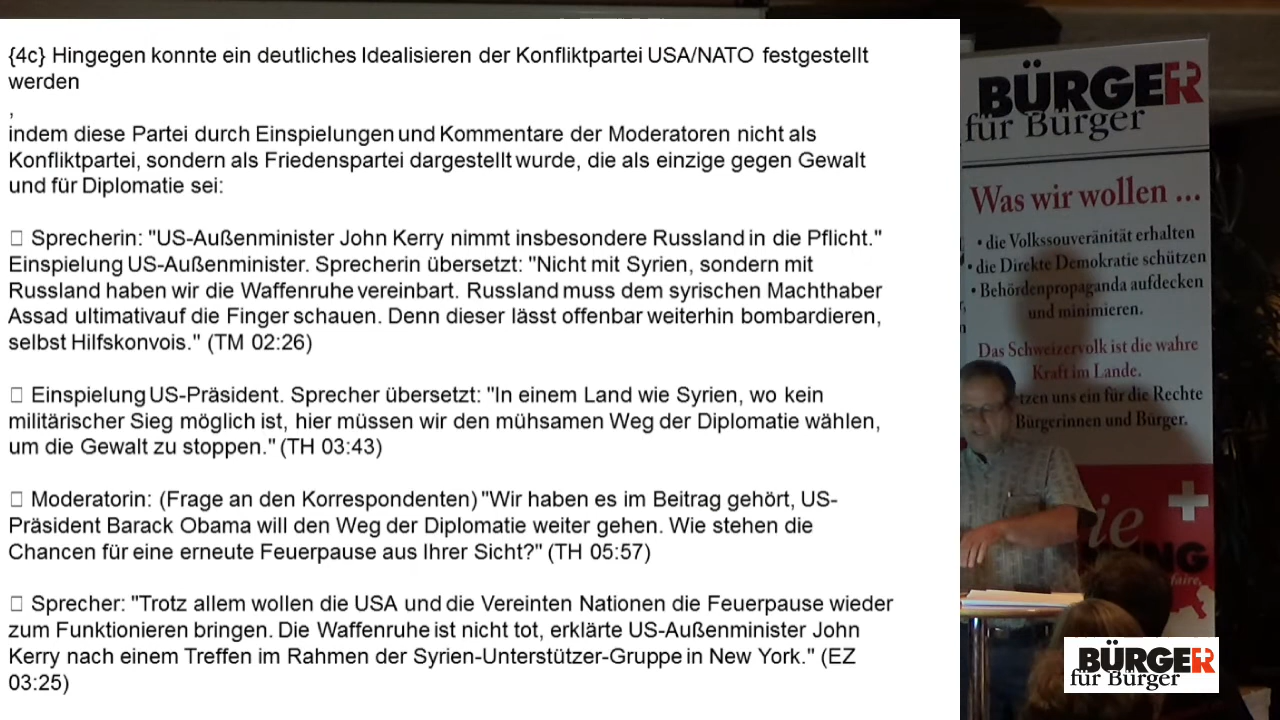 {4c} Hingegen konnte ein deutliches Idealisieren der Konfliktpartei USA/NATO festgestellt
werden
,
indem diese Partei durch Einspielungen und Kommentare der Moderatoren nicht als
Konfliktpartei, sondern als Friedenspartei dargestellt wurde, die als einzige gegen Gewalt
und für Diplomatie sei:
Sprecherin: "US-Außenminister John Kerry nimmt insbesondere Russland in die Pflicht."
Einspielung US-Außenminister. Sprecherin übersetzt: "Nicht mit Syrien, sondern mit
Russland haben wir die Waffenruhe vereinbart. Russland muss dem syrischen Machthaber
Assad ultimativauf die Finger schauen. Denn dieser lässt offenbar weiterhin bombardieren,
selbst Hilfskonvois." (TM 02:26)
Einspielung US-Präsident. Sprecher übersetzt: "In einem Land wie Syrien, wo kein
militärischer Sieg möglich ist, hier müssen wir den mühsamen Weg der Diplomatie wählen,
um die Gewalt zu stoppen." (TH 03:43)
Moderatorin: (Frage an den Korrespondenten) "Wir haben es im Beitrag gehört, US-
Präsident Barack Obama will den Weg der Diplomatie weiter gehen. Wie stehen die
Chancen für eine erneute Feuerpause aus Ihrer Sicht?" (TH 05:57)
Sprecher: "Trotz allem wollen die USA und die Vereinten Nationen die Feuerpause wieder
zum Funktionieren bringen. Die Waffenruhe ist nicht tot, erklärte US-Außenminister John
Kerry nach einem Treffen im Rahmen der Syrien-Unterstützer-Gruppe in New York." (EZ
03:25)
BÜRGER
für Bürger
Was wir wollen ...
• die Volkssouveränität erhalten
• die Direkte Demokratie schützen
• Behördenpropaganda aufdecken
und minimieren.
Das Schweizervolk ist die wahre
Kraft im Lande.
tzen uns ein für die Rechte
Bürgerinnen und Bürger.
ie
NG
BÜRGER
für Bürger